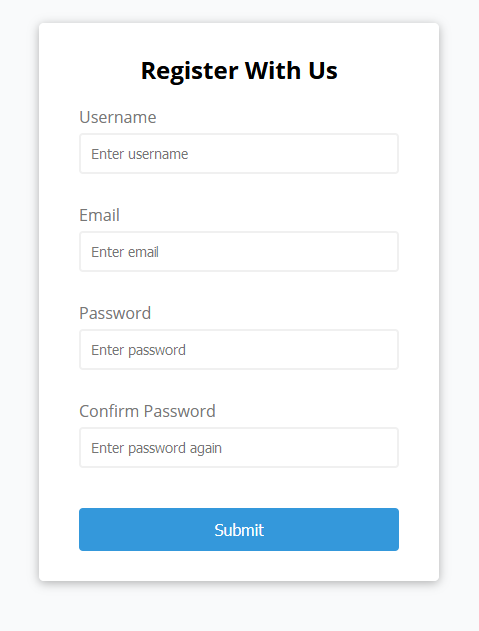 Register With Us
Username
Enter username
Email
Enter email
Password
Enter password
Confirm Password
Enter password again
Submit